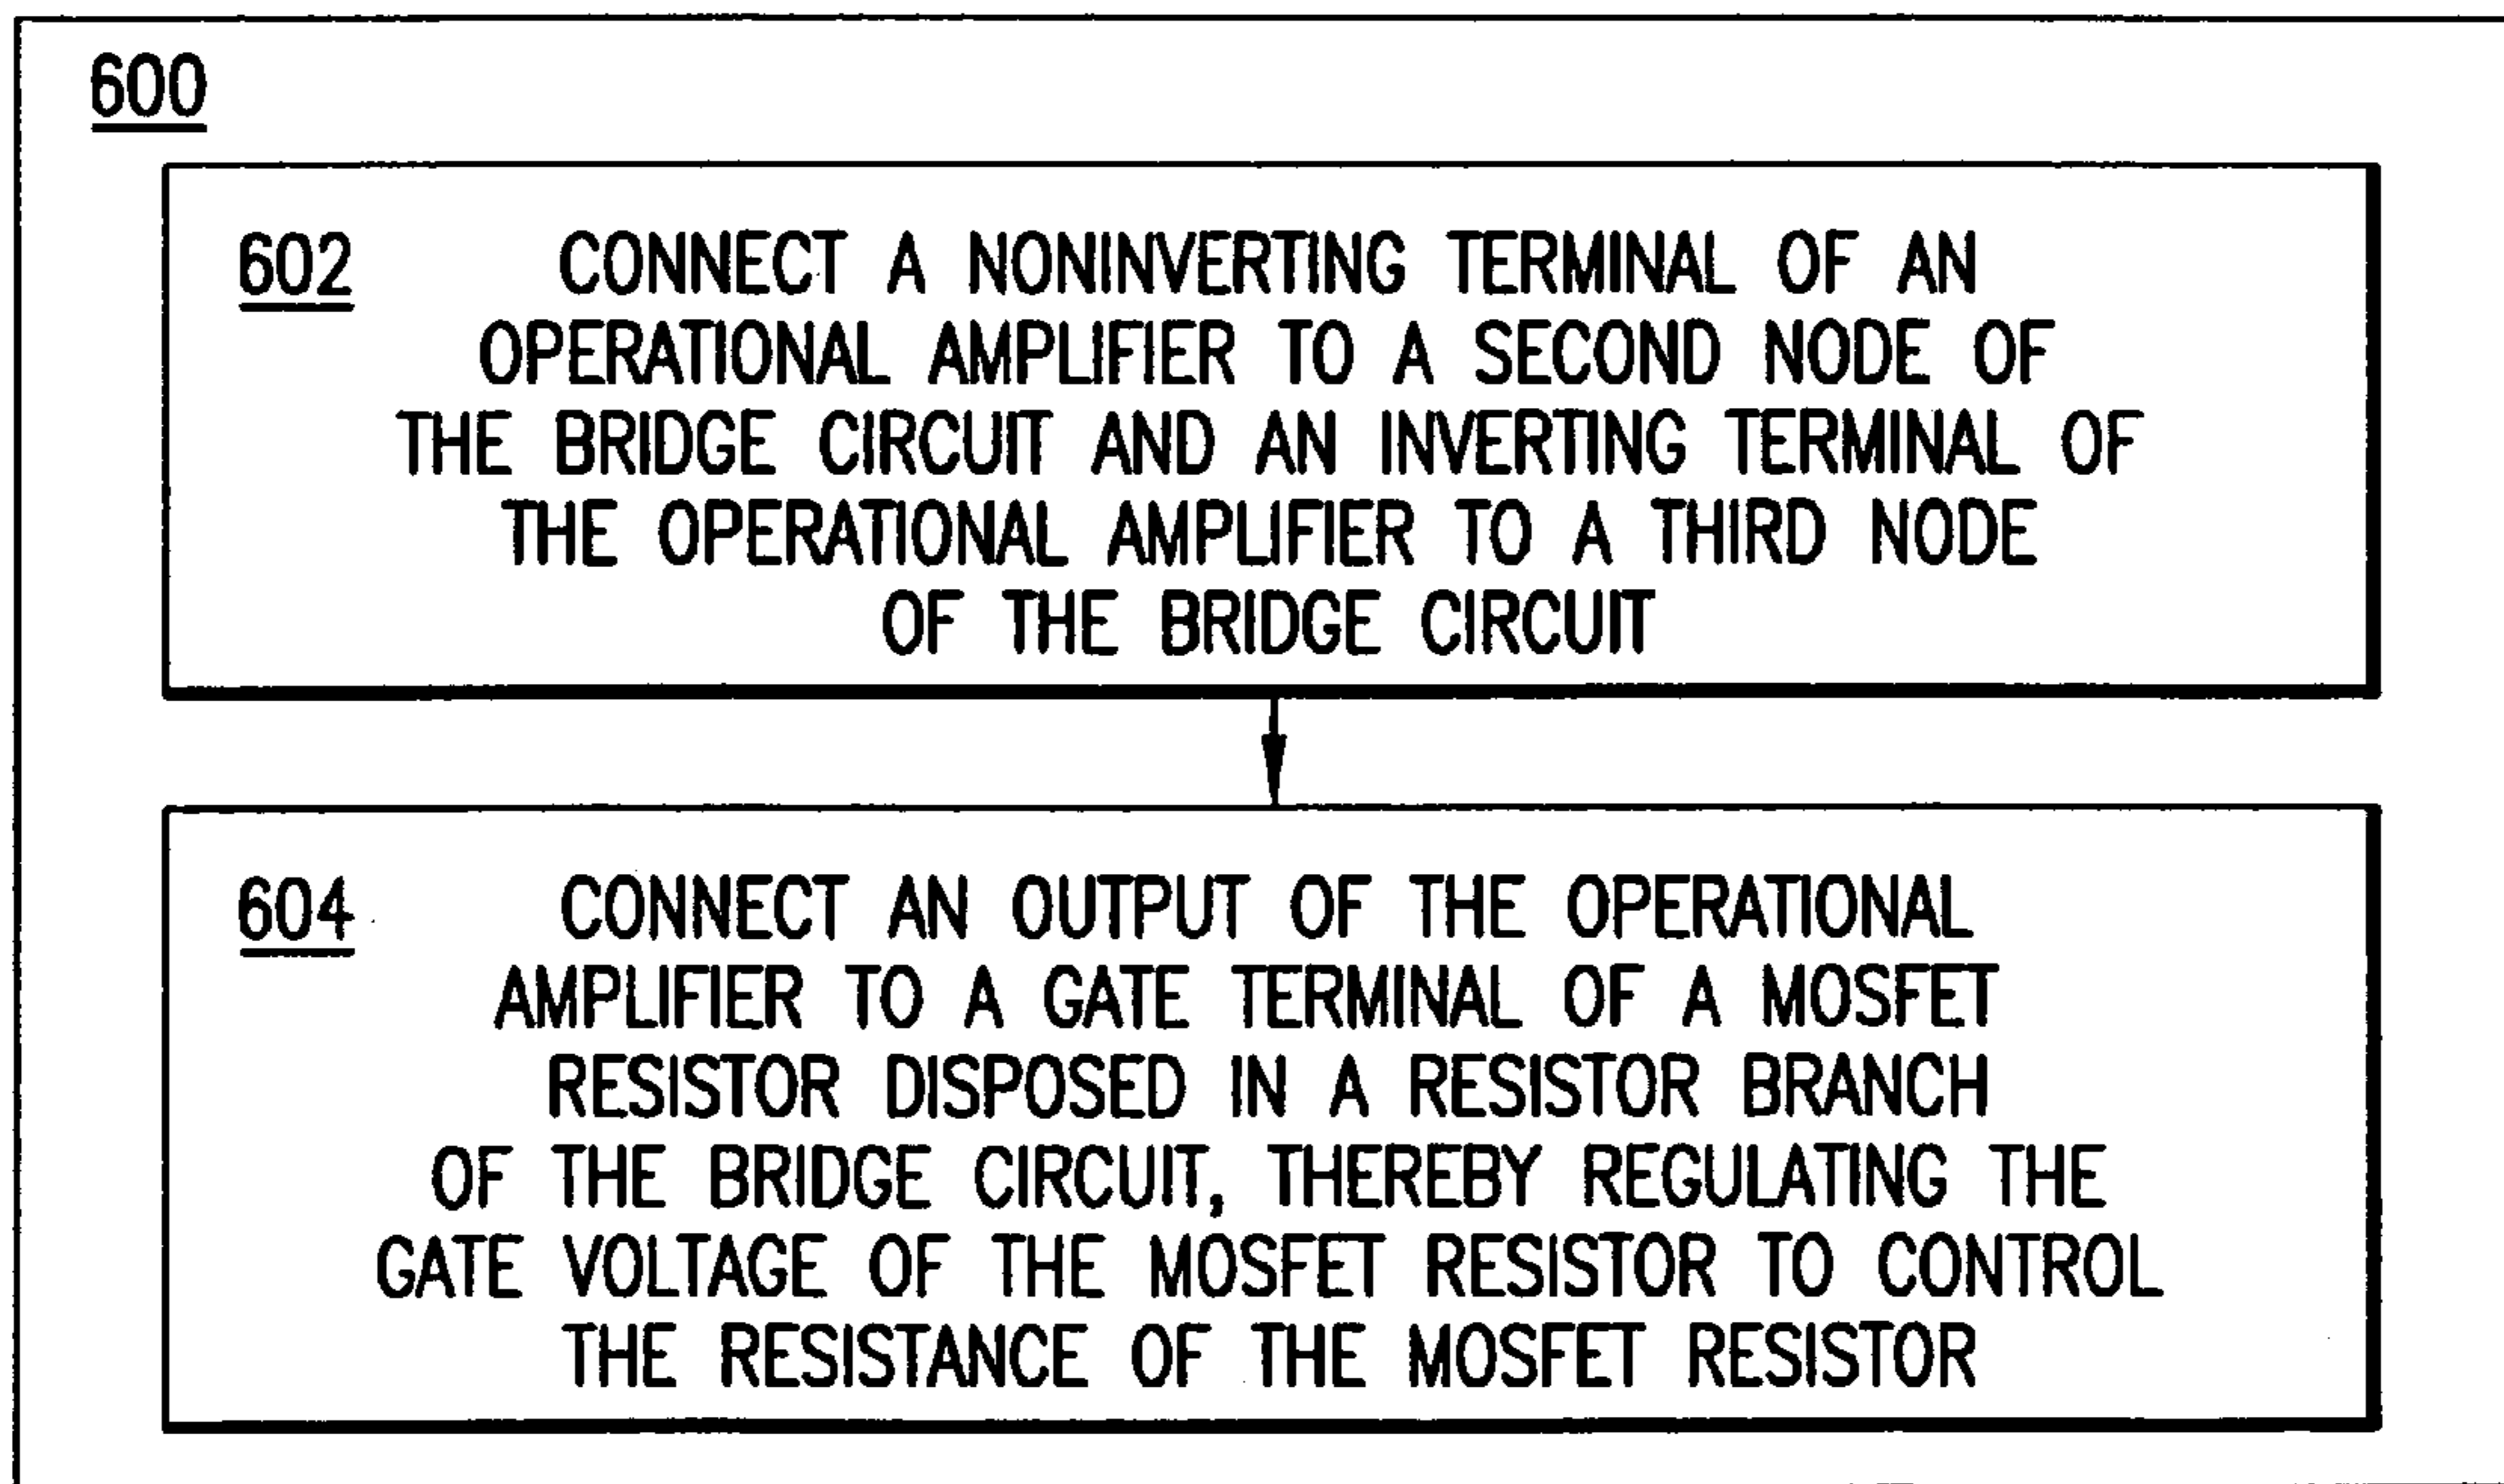 600
602 CONNECT A NONINVERTING TERMINAL OF AN
OPERATIONAL AMPLIFIER TO A SECOND NODE OF
THE BRIDGE CIRCUIT AND AN INVERTING TERMINAL OF
THE OPERATIONAL AMPLIFIER TO A THIRD NODE
OF THE BRIDGE CIRCUIT
604 CONNECT AN OUTPUT OF THE OPERATIONAL
AMPLIFIER TO A GATE TERMINAL OF A MOSFET
RESISTOR DISPOSED IN A RESISTOR BRANCH
OF THE BRIDGE CIRCUIT, THEREBY REGULATING THE
GATE VOLTAGE OF THE MOSFET RESISTOR TO CONTROL
THE RESISTANCE OF THE MOSFET RESISTOR